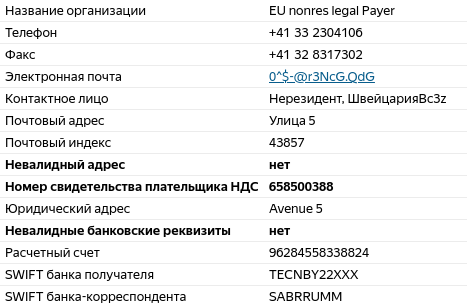 Название организации EU nonres legal Payer
Телефон +41 33 2304106
Факс +41 32 8317302
Электронная почта 0^$-@r3NcG.QdG
Контактное лицо Нерезидент, ШвейцарияВс3z
Почтовый адрес Улица 5
Почтовый индекс 43857
Невалидный адрес нет
Номер свидетельства плательщика НДС 658500388
Юридический адрес Avenue 5
Невалидные банковские реквизиты нет
Расчетный счет 96284558338824
SWIFT банка получателя TECNBY22XXX
SWIFT банка-корреспондента SABRRUMM